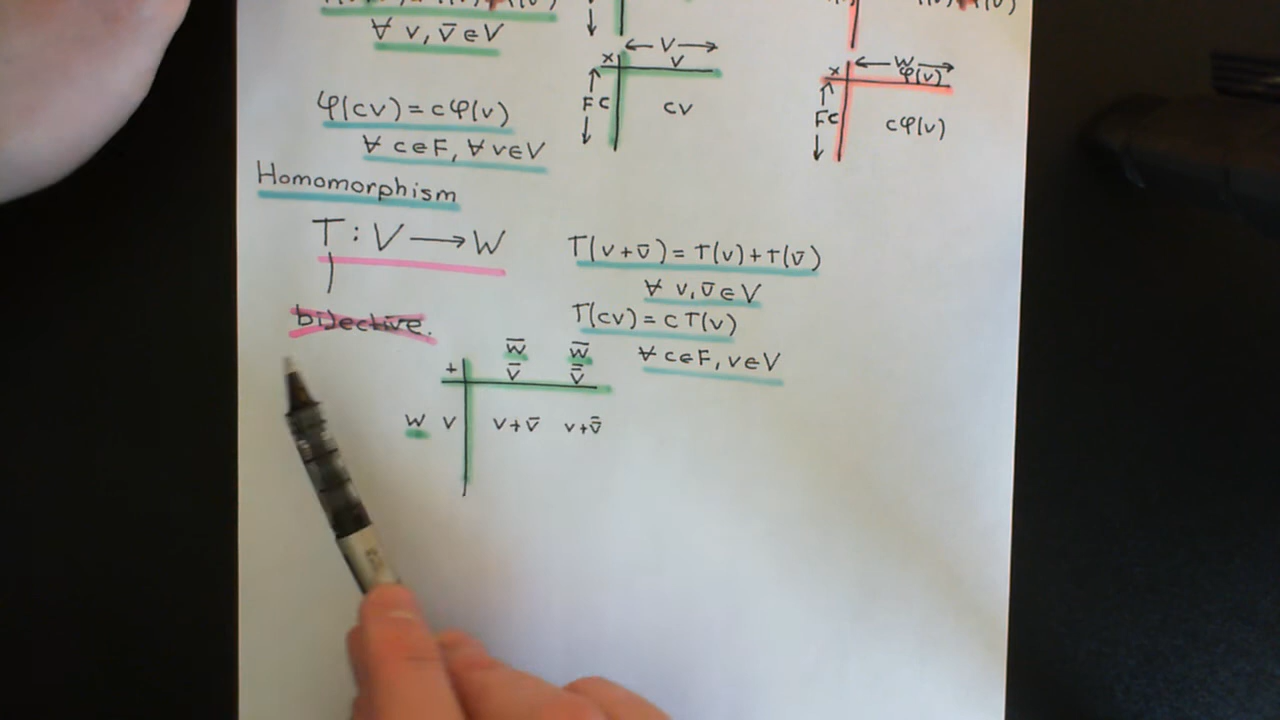 ∀ v, v̄ ∈ V
← V →
× v
F c
cv
← W →
× φ(v)
F c
cφ(v)
φ(cv) = cφ(v)
∀ c∈F, ∀ v∈V
Homomorphism
T : V → W
bijective.
T(v+v̄) = T(v)+T(v̄)
∀ v, v̄ ∈ V
T(cv) = cT(v)
∀ c∈F, v∈V
w̄ w̄
+ v̄ v̿
w v v+v̄ v+v̿